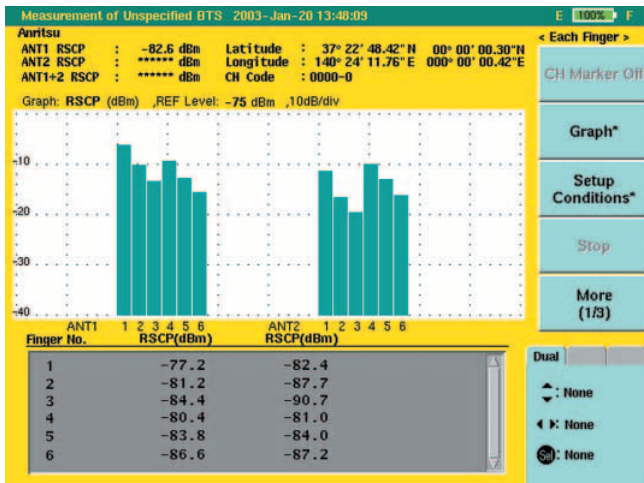 Measurement of Unspecified BTS 2003-Jan-20 13:48:09 E 100% F
Anritsu
ANT1 RSCP : -82.6 dBm Latitude : 37° 22' 48.42" N 00° 00' 00.30"N
ANT2 RSCP : ****** dBm Longitude : 140° 24' 11.76" E 000° 00' 00.42"E
ANT1+2 RSCP : ****** dBm CH Code : 0000-0
Graph: RSCP (dBm) ,REF Level: -75 dBm ,10dB/div
-10
-20
-30
-40
ANT1 1 2 3 4 5 6 ANT2 1 2 3 4 5 6
Finger No. RSCP(dBm) RSCP(dBm)
1 -77.2 -82.4
2 -81.2 -87.7
3 -84.4 -90.7
4 -80.4 -81.0
5 -83.8 -84.0
6 -86.6 -87.2
< Each Finger >
CH Marker Off
Graph*
Setup
Conditions*
Stop
More
(1/3)
Dual
: None
: None
Sel: None